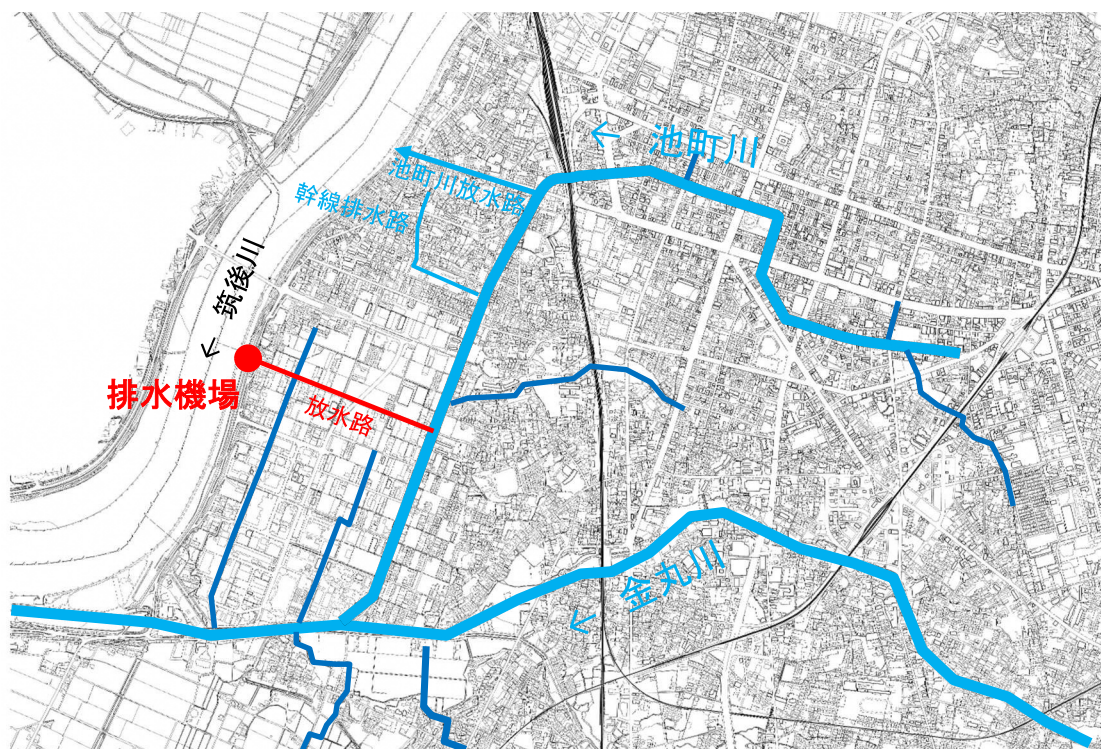 ← 池町川
池町川放水路
幹線排水路
← 筑後川
排水機場
放水路
← 金丸川